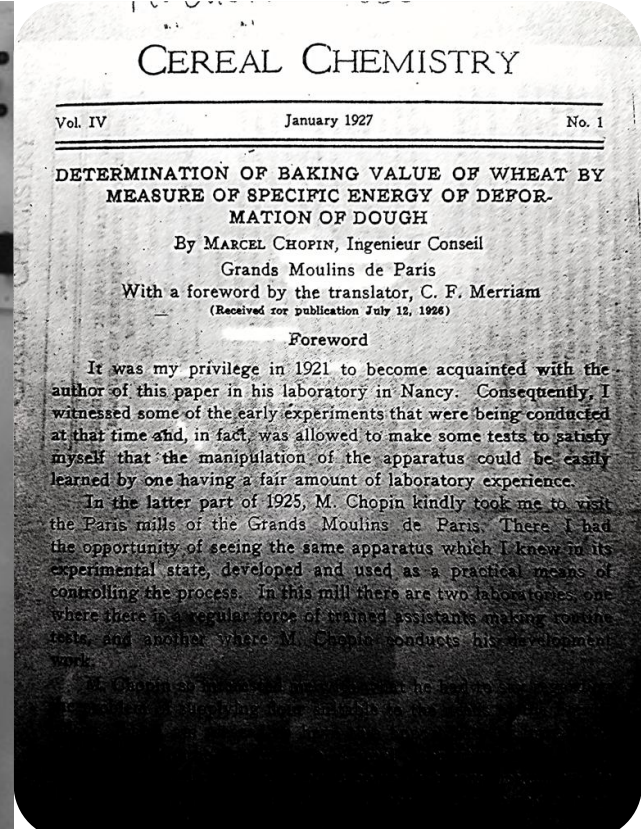 CEREAL CHEMISTRY
Vol. IV January 1927 No. 1
DETERMINATION OF BAKING VALUE OF WHEAT BY
MEASURE OF SPECIFIC ENERGY OF DEFOR-
MATION OF DOUGH
By MARCEL CHOPIN, Ingenieur Conseil
Grands Moulins de Paris
With a foreword by the translator, C. F. Merriam
(Received for publication July 12, 1926)
Foreword
It was my privilege in 1921 to become acquainted with the
author of this paper in his laboratory in Nancy. Consequently, I
witnessed some of the early experiments that were being conducted
at that time and, in fact, was allowed to make some tests to satisfy
myself that the manipulation of the apparatus could be easily
learned by one having a fair amount of laboratory experience.
In the latter part of 1925, M. Chopin kindly took me to visit
the Paris mills of the Grands Moulins de Paris. There I had
the opportunity of seeing the same apparatus which I knew in its
experimental state, developed and used as a practical means of
controlling the process. In this mill there are two laboratories, one
where there is a regular force of trained assistants making routine
tests, and another where M. Chopin conducts his development
work.
M. Chopin
supplying